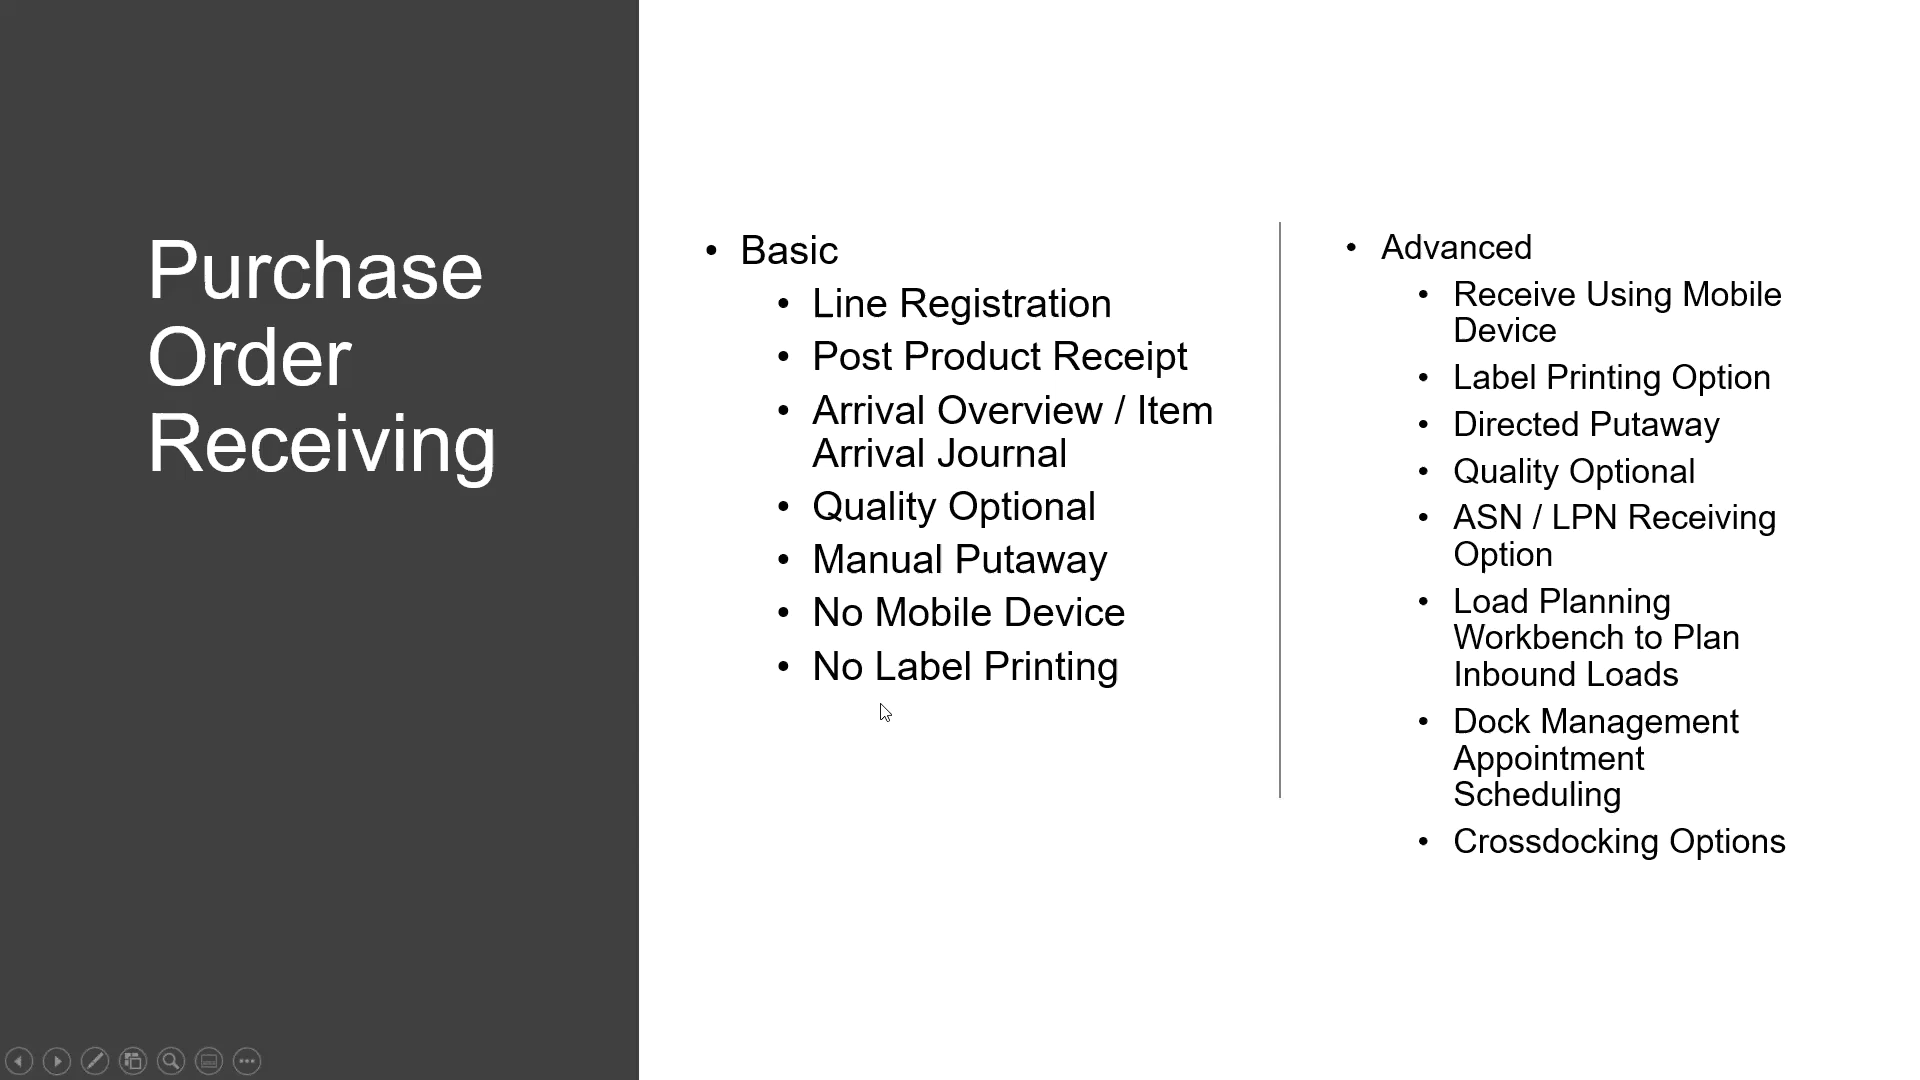 Purchase
Order
Receiving
• Basic
• Line Registration
• Post Product Receipt
• Arrival Overview / Item
Arrival Journal
• Quality Optional
• Manual Putaway
• No Mobile Device
• No Label Printing
• Advanced
• Receive Using Mobile
Device
• Label Printing Option
• Directed Putaway
• Quality Optional
• ASN / LPN Receiving
Option
• Load Planning
Workbench to Plan
Inbound Loads
• Dock Management
Appointment
Scheduling
• Crossdocking Options